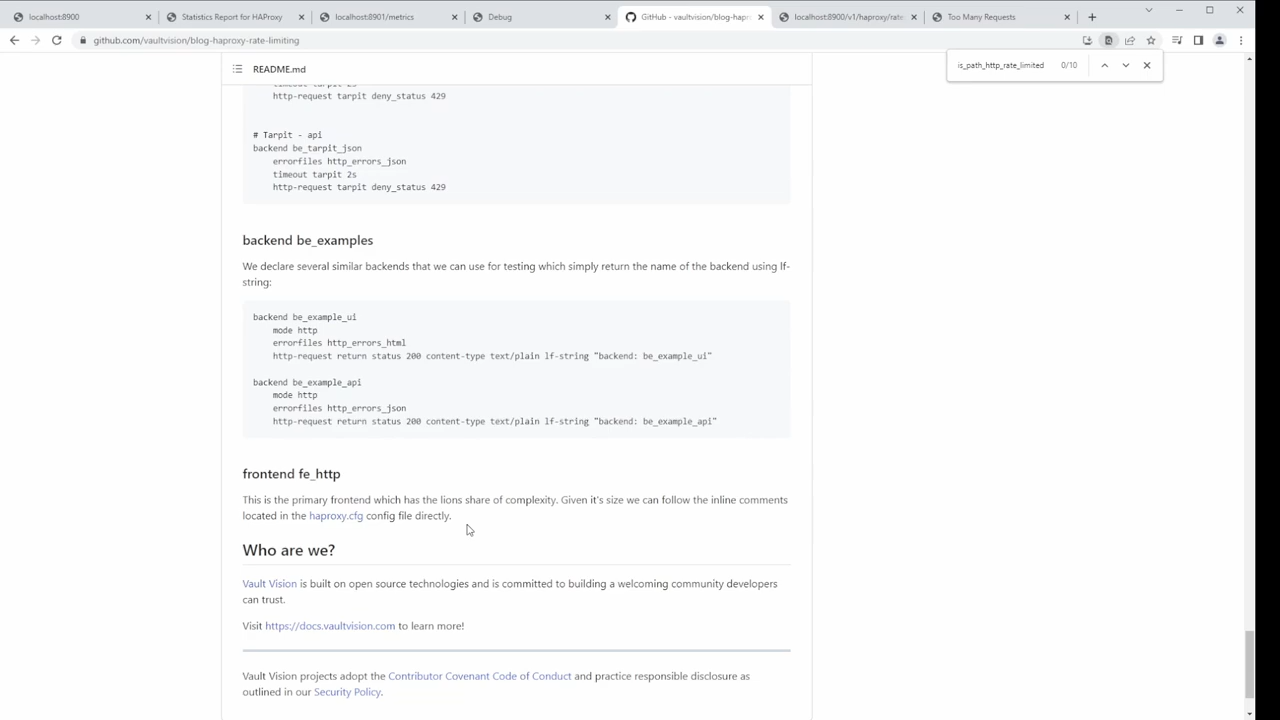 localhost:8900
Statistics Report for HAProxy
localhost:8901/metrics
Debug
GitHub - vaultvision/blog-hapr
localhost:8900/v1/haproxy/rate
Too Many Requests
github.com/vaultvision/blog-haproxy-rate-limiting
is_path_http_rate_limited 0/10
README.md
timeout tarpit 2s
http-request tarpit deny_status 429
# Tarpit - api
backend be_tarpit_json
errorfiles http_errors_json
timeout tarpit 2s
http-request tarpit deny_status 429
backend be_examples
We declare several similar backends that we can use for testing which simply return the name of the backend using lf-
string:
backend be_example_ui
mode http
errorfiles http_errors_html
http-request return status 200 content-type text/plain lf-string "backend: be_example_ui"
backend be_example_api
mode http
errorfiles http_errors_json
http-request return status 200 content-type text/plain lf-string "backend: be_example_api"
frontend fe_http
This is the primary frontend which has the lions share of complexity. Given it's size we can follow the inline comments
located in the haproxy.cfg config file directly.
Who are we?
Vault Vision is built on open source technologies and is committed to building a welcoming community developers
can trust.
Visit https://docs.vaultvision.com to learn more!
Vault Vision projects adopt the Contributor Covenant Code of Conduct and practice responsible disclosure as
outlined in our Security Policy.